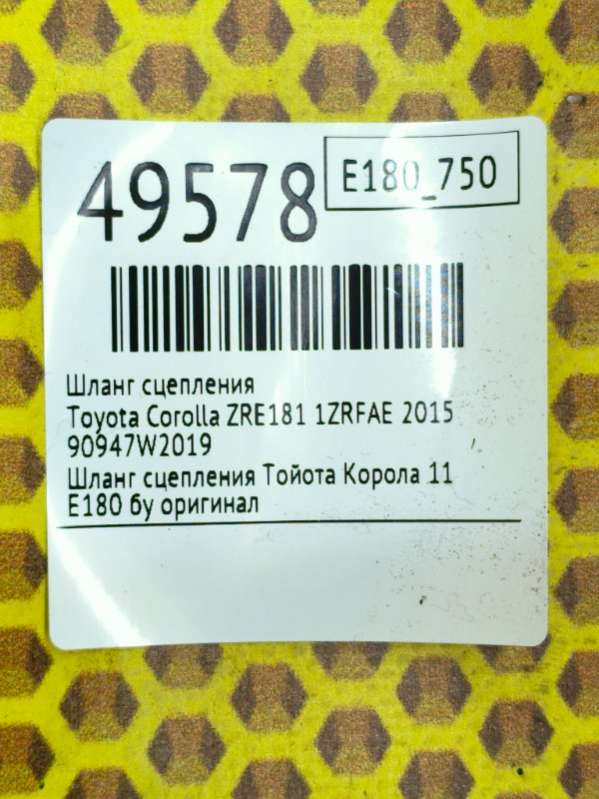 49578
E180_750
Шланг сцепления
Toyota Corolla ZRE181 1ZRFAE 2015
90947W2019
Шланг сцепления Тойота Корола 11
E180 бу оригинал